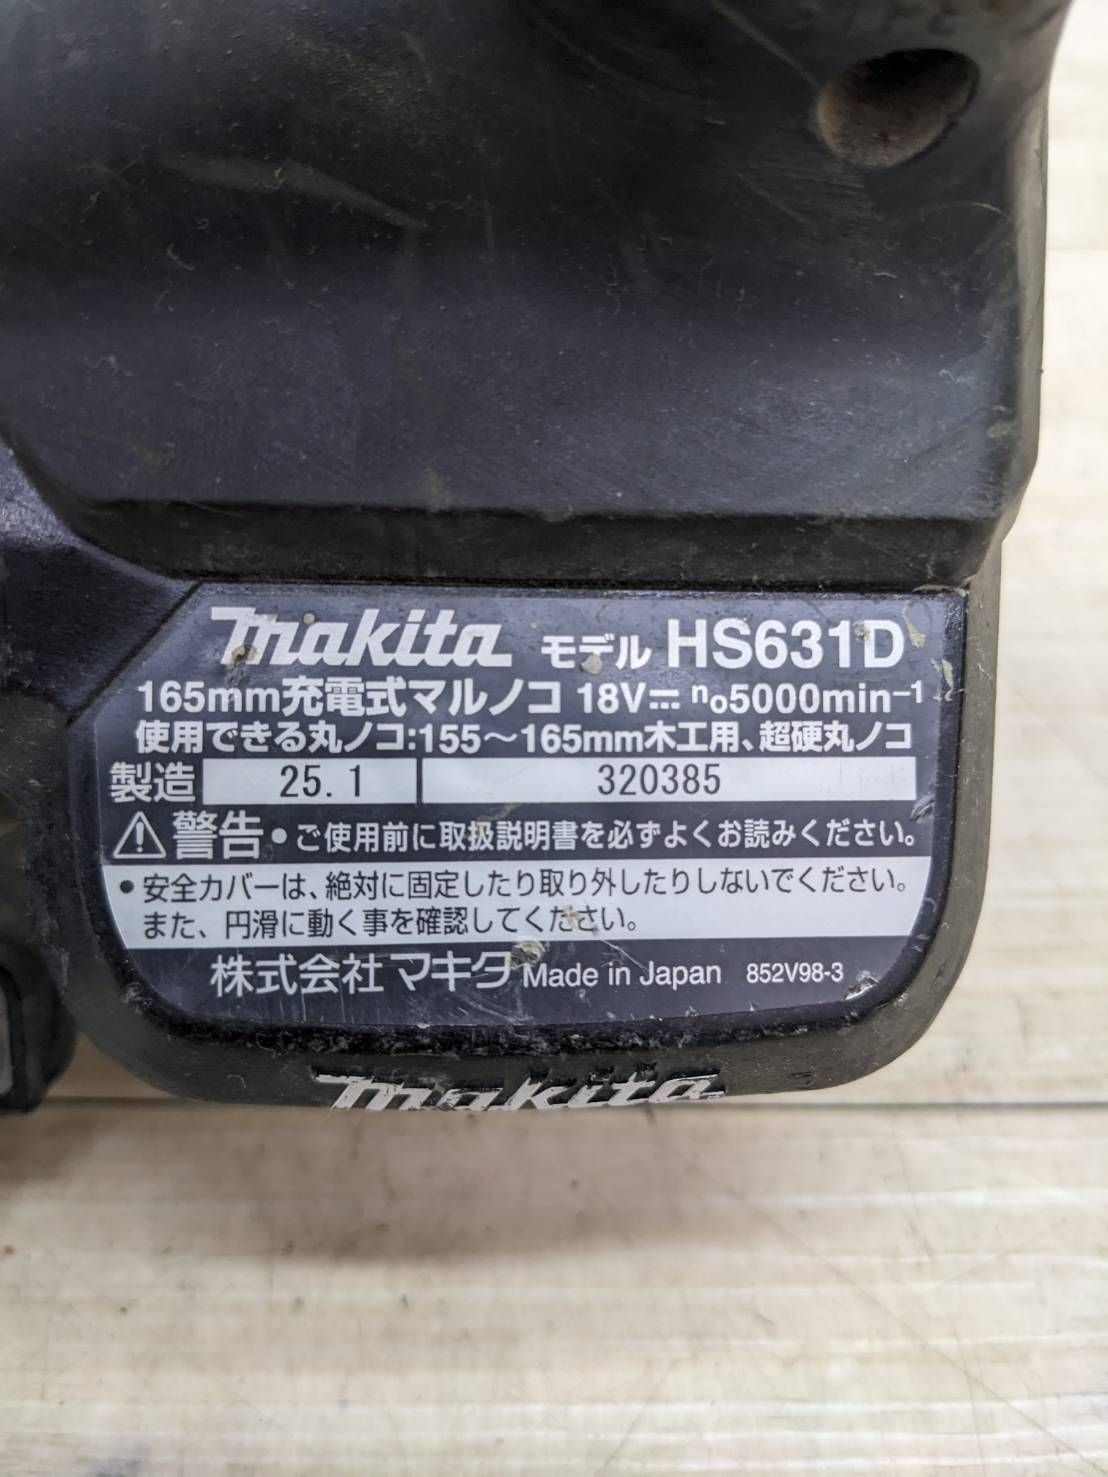 makita モデル HS631D
165mm充電式マルノコ 18V⎓ n₀5000min⁻¹
使用できる丸ノコ:155～165mm木工用、超硬丸ノコ
製造 25.1 320385
⚠警告 •ご使用前に取扱説明書を必ずよくお読みください。
•安全カバーは、絶対に固定したり取り外したりしないでください。
また、円滑に動く事を確認してください。
株式会社マキタ Made in Japan 852V98-3
makita